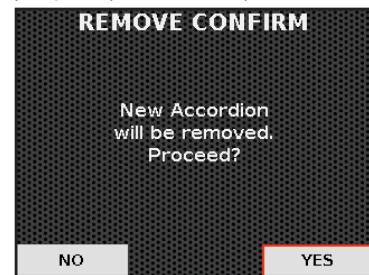 REMOVE CONFIRM
New Accordion
will be removed.
Proceed?
NO
YES